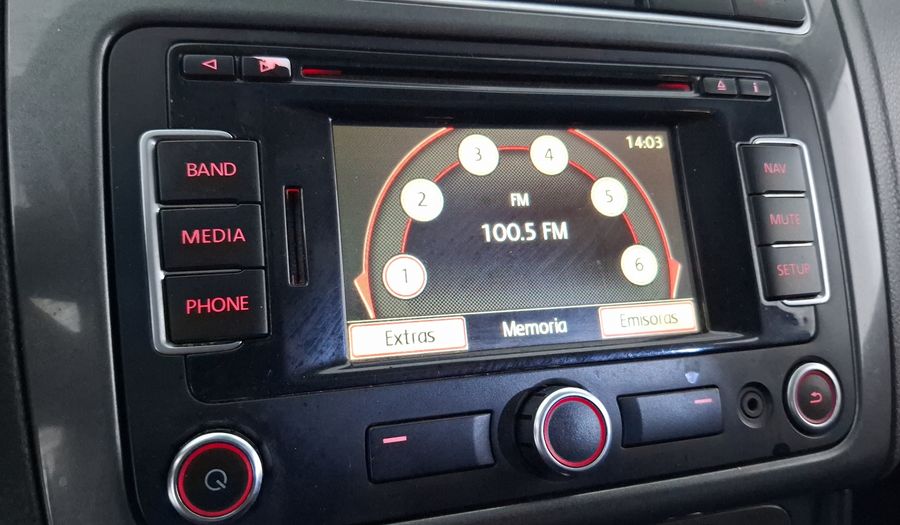 BAND
MEDIA
PHONE
14:03
3
4
2
5
FM
100.5 FM
1
6
Extras
Memoria
Emisoras
NAV
MUTE
SETUP
i